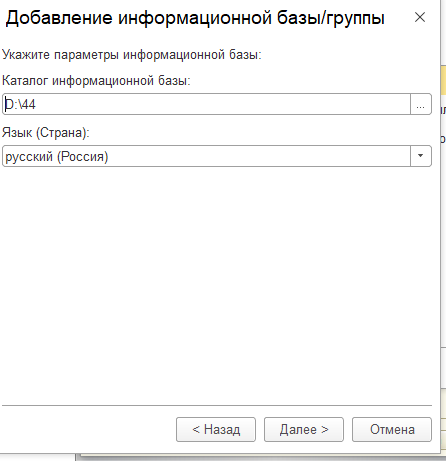 Добавление информационной базы/группы
Укажите параметры информационной базы:
Каталог информационной базы:
D:\44
...
Язык (Страна):
русский (Россия)
< Назад
Далее >
Отмена